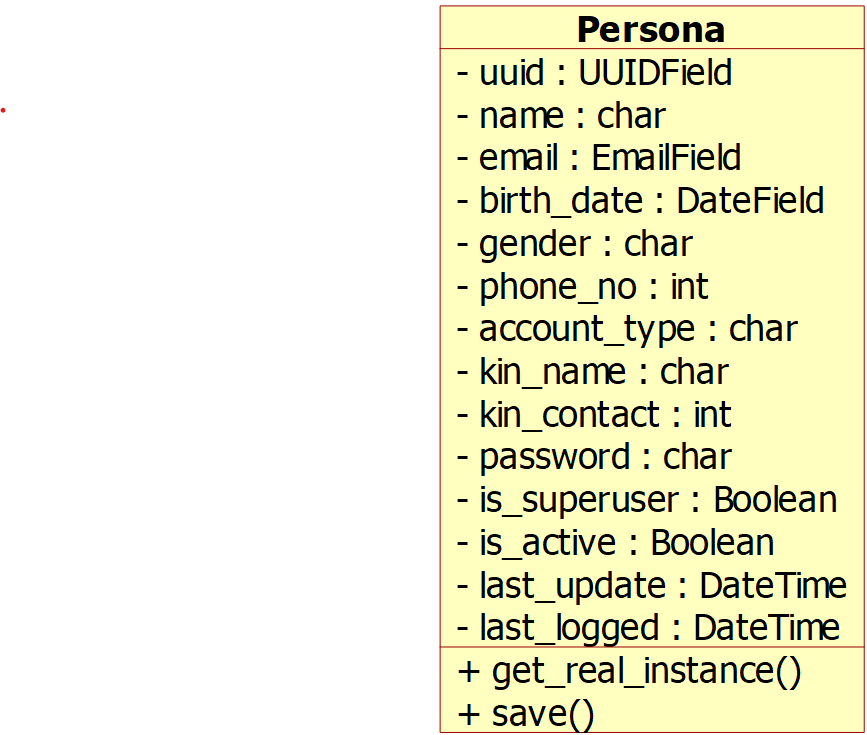 Persona
- uuid : UUIDField
- name : char
- email : EmailField
- birth_date : DateField
- gender : char
- phone_no : int
- account_type : char
- kin_name : char
- kin_contact : int
- password : char
- is_superuser : Boolean
- is_active : Boolean
- last_update : DateTime
- last_logged : DateTime
+ get_real_instance()
+ save()